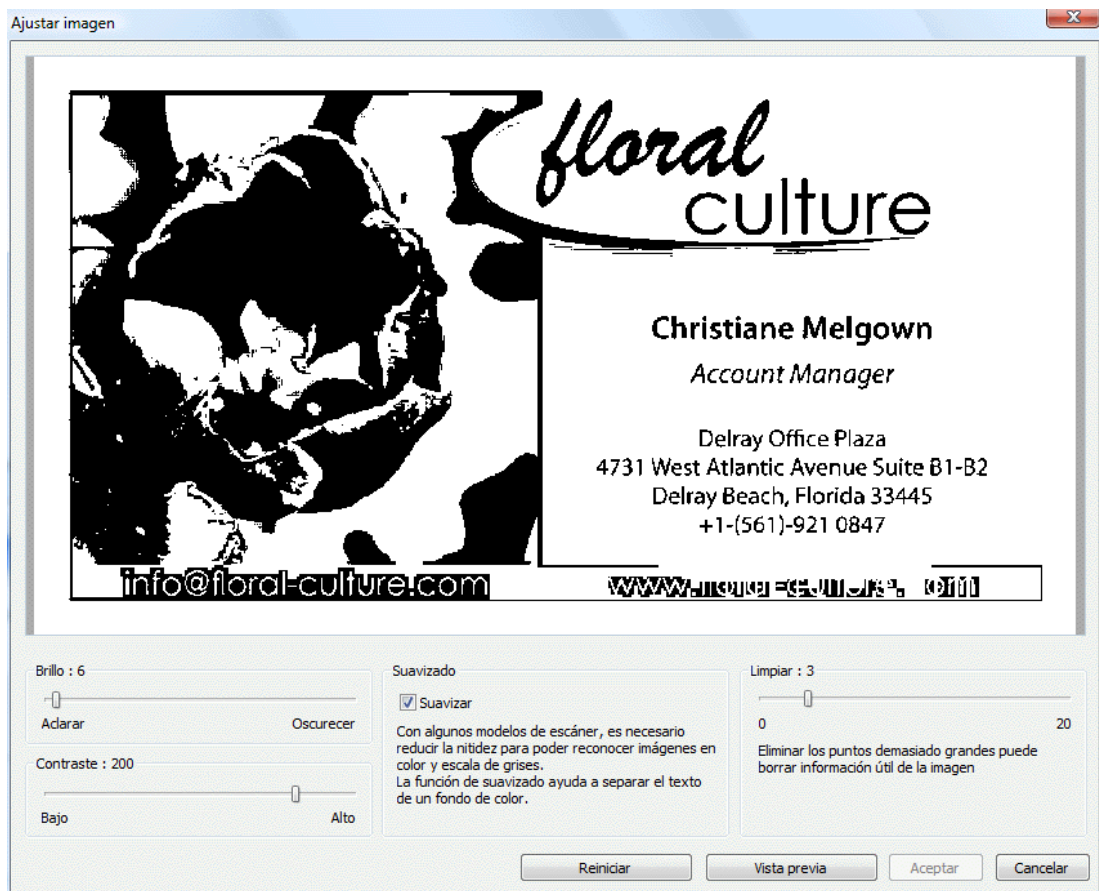 Ajustar imagen
floral
culture
Christiane Melgown
Account Manager
Delray Office Plaza
4731 West Atlantic Avenue Suite B1-B2
Delray Beach, Florida 33445
+1-(561)-921 0847
info@floral-culture.com
Brillo : 6
Aclarar Oscurecer
Contraste : 200
Bajo Alto
Suavizado
Suavizar
Con algunos modelos de escáner, es necesario
reducir la nitidez para poder reconocer imágenes en
color y escala de grises.
La función de suavizado ayuda a separar el texto
de un fondo de color.
Limpiar : 3
0 20
Eliminar los puntos demasiado grandes puede
borrar información útil de la imagen
Reiniciar Vista previa Aceptar Cancelar